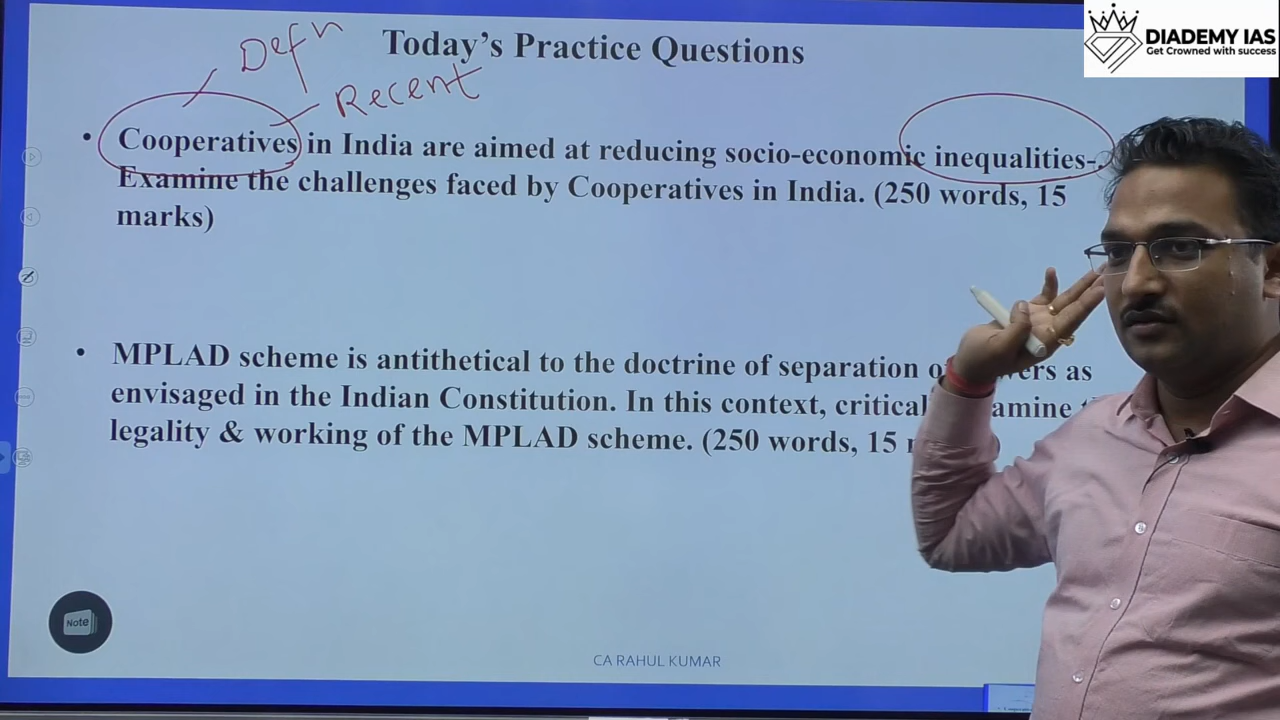 DIADEMY IAS
Get Crowned with success
Defn
Today's Practice Questions
Recent
• Cooperatives in India are aimed at reducing socio-economic inequalities-.
Examine the challenges faced by Cooperatives in India. (250 words, 15
marks)
• MPLAD scheme is antithetical to the doctrine of separation as
envisaged in the Indian Constitution. In this context,
legality & working of the MPLAD scheme. (250 words, 15
Note
CA RAHUL KUMAR